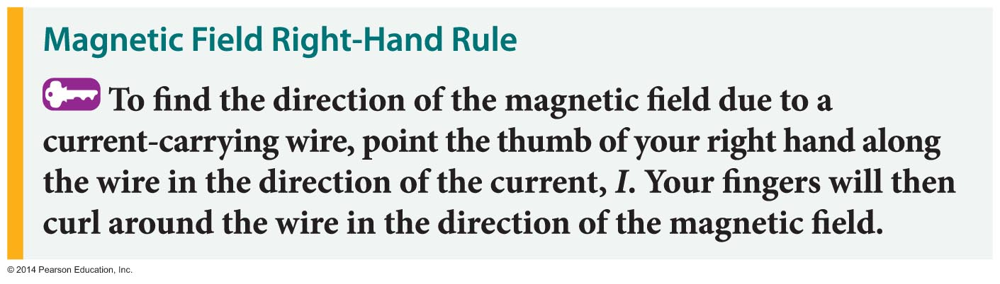 Magnetic Field Right-Hand Rule
To find the direction of the magnetic field due to a
current-carrying wire, point the thumb of your right hand along
the wire in the direction of the current, I. Your fingers will then
curl around the wire in the direction of the magnetic field.
© 2014 Pearson Education, Inc.